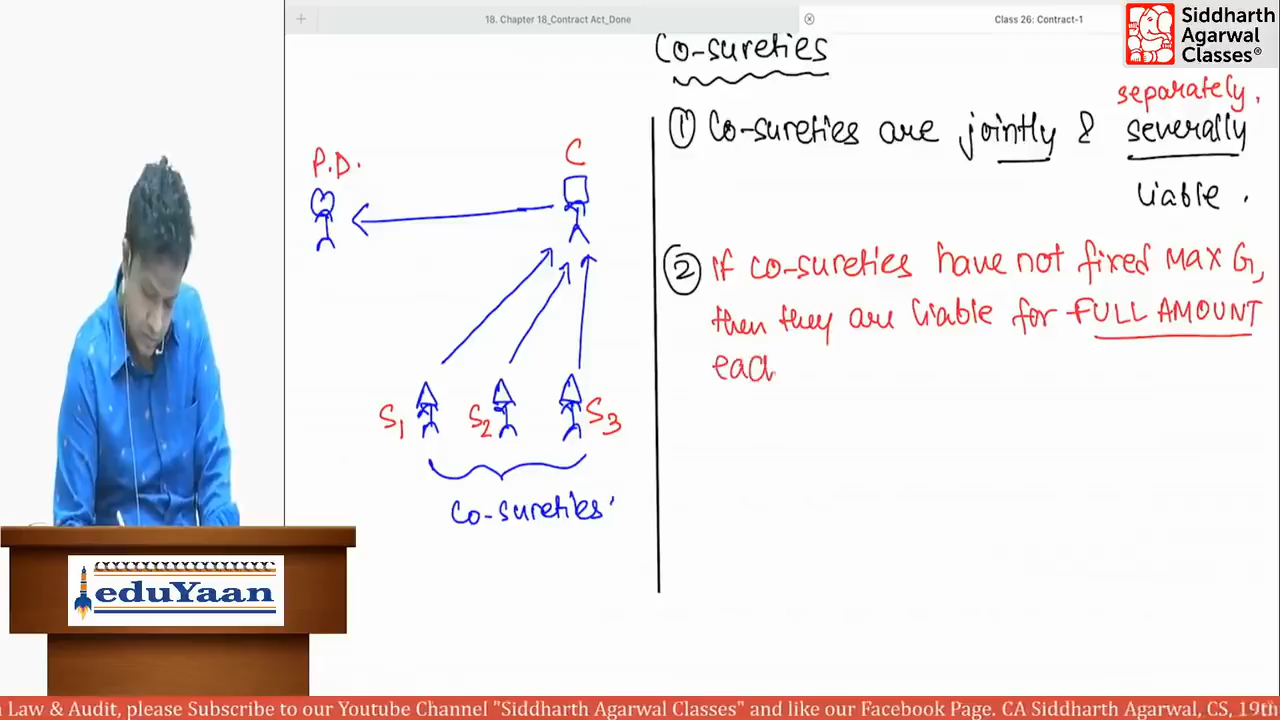 18. Chapter 18_Contract Act_Done
Class 26: Contract-1
Siddharth
Agarwal
Classes®
Co-sureties
separately.
① Co-sureties are jointly & severally
liable.
② If co-sureties have not fixed Max G,
then they are liable for FULL AMOUNT
eac
P.D.
C
S1 S2 S3
Co-sureties
eduYaan
Law & Audit, please Subscribe to our Youtube Channel "Siddharth Agarwal Classes" and like our Facebook Page. CA Siddharth Agarwal, CS, 19th